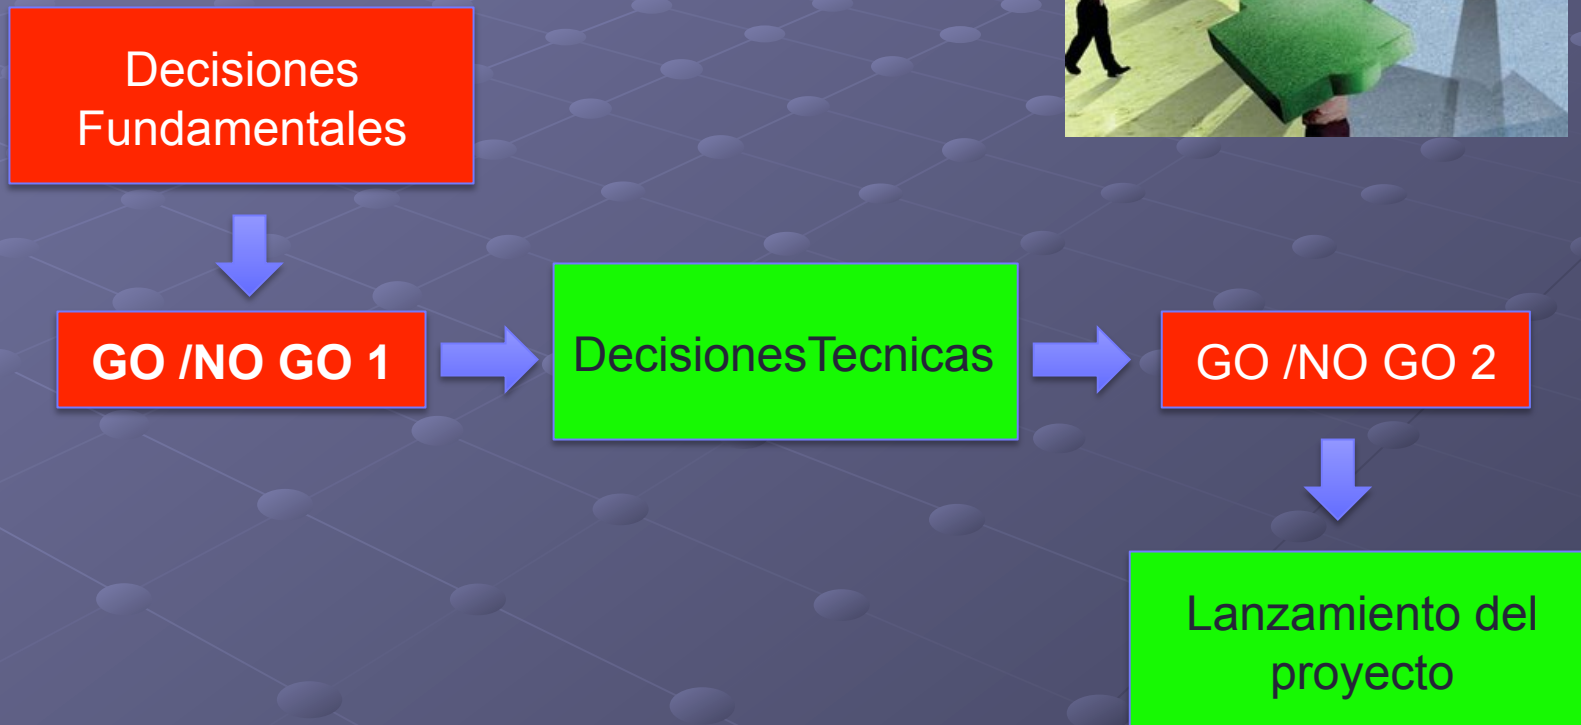 Decisiones
Fundamentales
GO /NO GO 1
DecisionesTecnicas
GO /NO GO 2
Lanzamiento del
proyecto